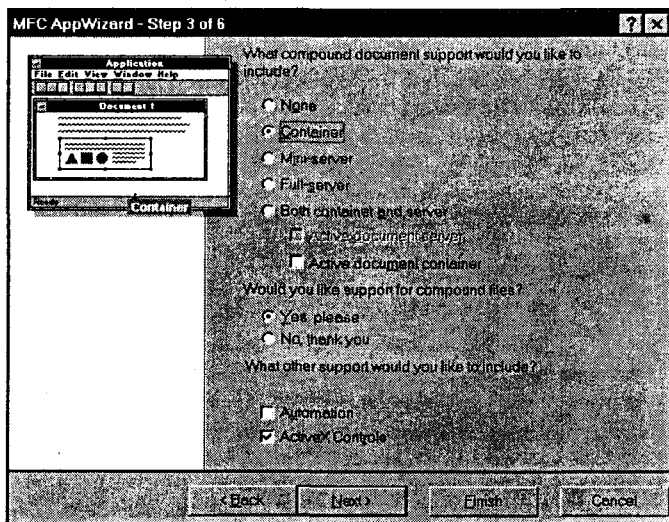 MFC AppWizard - Step 3 of 6
Application
File Edit View Window Help
Document 1
Ready
Container
What compound document support would you like to
include?
None
Container
Mini-server
Full-server
Both container and server
Active document server
Active document container
Would you like support for compound files?
Yes, please
No, thank you
What other support would you like to include?
Automation
ActiveX Controls
< Back
Next >
Finish
Cancel